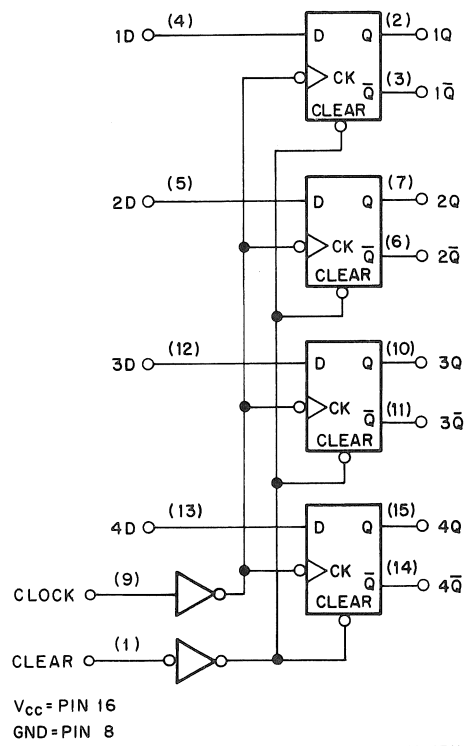 1D (4) D Q (2) 1Q
CK Q̅ (3) 1Q̅
CLEAR
2D (5) D Q (7) 2Q
CK Q̅ (6) 2Q̅
CLEAR
3D (12) D Q (10) 3Q
CK Q̅ (11) 3Q̅
CLEAR
4D (13) D Q (15) 4Q
CK Q̅ (14) 4Q̅
CLOCK (9) CLEAR
CLEAR (1)
VCC = PIN 16
GND = PIN 8